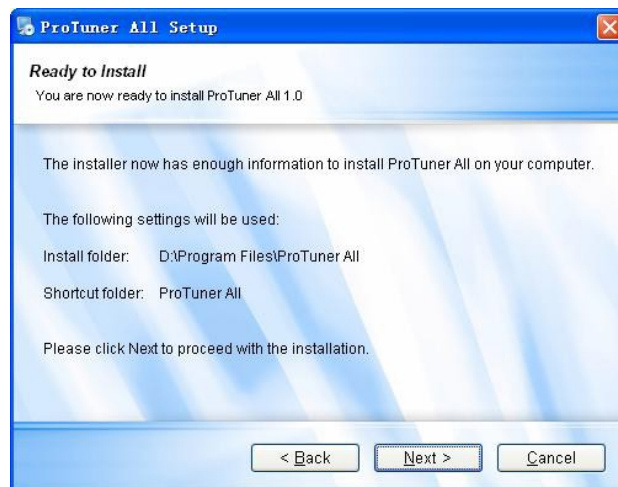 ProTuner All Setup
Ready to Install
You are now ready to install ProTuner All 1.0
The installer now has enough information to install ProTuner All on your computer.
The following settings will be used:
Install folder: D:\Program Files\ProTuner All
Shortcut folder: ProTuner All
Please click Next to proceed with the installation.
< Back Next > Cancel